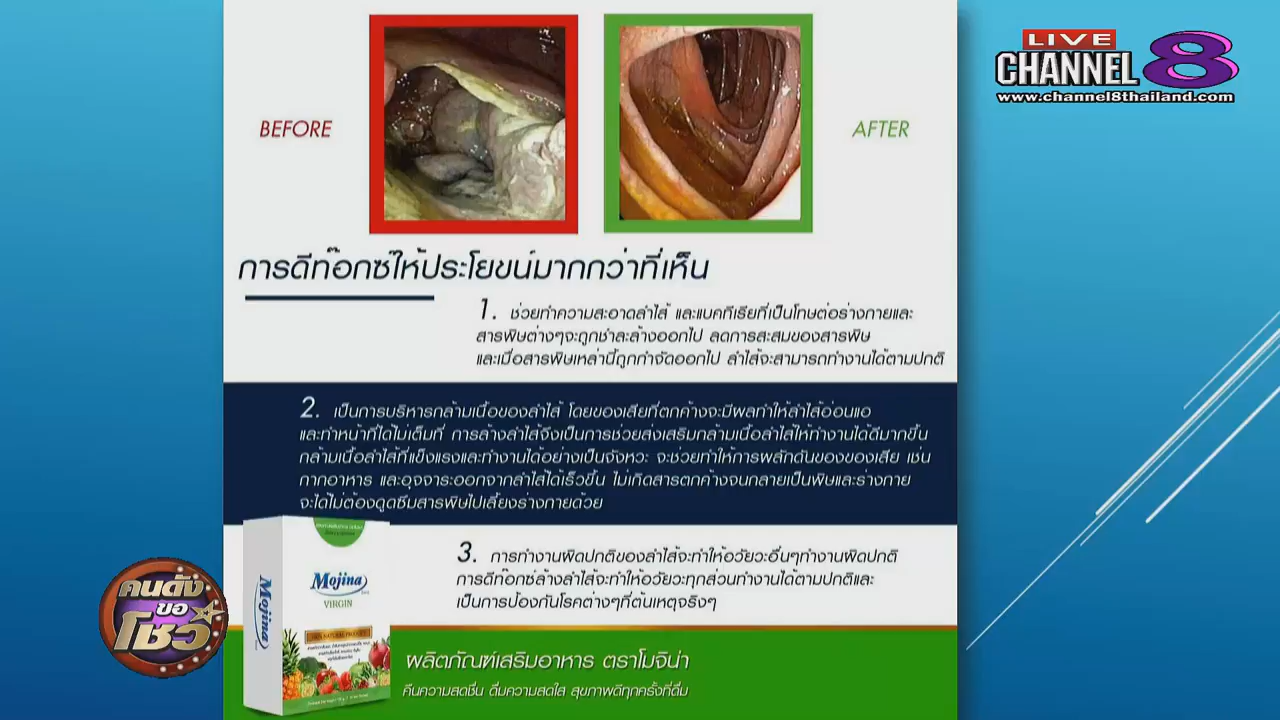 LIVE
CHANNEL 8
www.channel8thailand.com
BEFORE
AFTER
การดีท๊อกซ์ให้ประโยขน์มากกว่าที่เห็น
1. ช่วยทำความสะอาดลำไส้ และแบคทีเรียที่เป็นโทษต่อร่างกายและ
สารพิษต่างๆจะถูกชำละล้างออกไป ลดการสะสมของสารพิษ
และเมื่อสารพิษเหล่านี้ถูกกำจัดออกไป ลำไส้จะสามารถทำงานได้ตามปกติ
2. เป็นการบริหารกล้ามเนื้อของลำไส้ โดยของเสียที่ตกค้างจะมีผลทำให้ลำไส้อ่อนแอ
และทำหน้าที่ได้ไม่เต็มที่ การล้างลำไส้จึงเป็นการช่วยส่งเสริมกล้ามเนื้อลำไส้ให้ทำงานได้ดีมากขึ้น
กล้ามเนื้อลำไส้ที่แข็งแรงและทำงานได้อย่างเป็นจังหวะ จะช่วยทำให้การผลักดันของของเสีย เช่น
กากอาหาร และอุจจาระออกจากลำไส้ได้เร็วขึ้น ไม่เกิดสารตกค้างจนกลายเป็นพิษและร่างกาย
จะได้ไม่ต้องดูดซึมสารพิษไปเลี้ยงร่างกายด้วย
3. การทำงานผิดปกติของลำไส้จะทำให้อวัยวะอื่นๆทำงานผิดปกติ
การดีท๊อกซ์ล้างลำไส้จะทำให้อวัยวะทุกส่วนทำงานได้ตามปกติและ
เป็นการป้องกันโรคต่างๆที่ต้นเหตุจริงๆ
Mojina
Mojina
VIRGIN
100% NATURAL PRODUCT
คนดัง
ขอ
โชว์
ผลิตภัณฑ์เสริมอาหาร ตราโมจิน่า
คืนความสดชื่น ดื่มความสดใส สุขภาพดีทุกครั้งที่ดื่ม